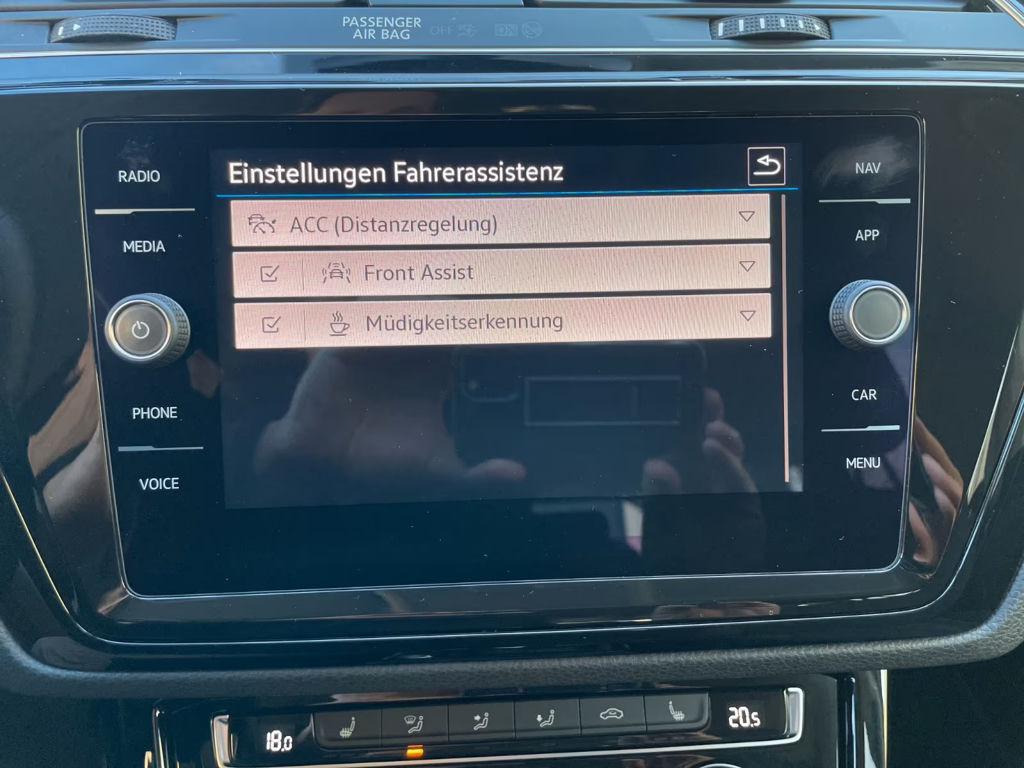 PASSENGER
AIR BAG OFF
RADIO
MEDIA
PHONE
VOICE
Einstellungen Fahrerassistenz
ACC (Distanzregelung)
Front Assist
Müdigkeitserkennung
NAV
APP
CAR
MENU
18.0
20.5